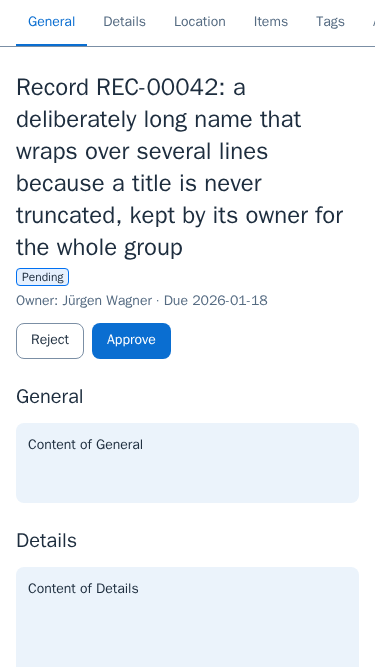 General Details Location Items Tags
Record REC-00042: a
deliberately long name that
wraps over several lines
because a title is never
truncated, kept by its owner for
the whole group
Pending
Owner: Jürgen Wagner · Due 2026-01-18
Reject Approve
General
Content of General
Details
Content of Details